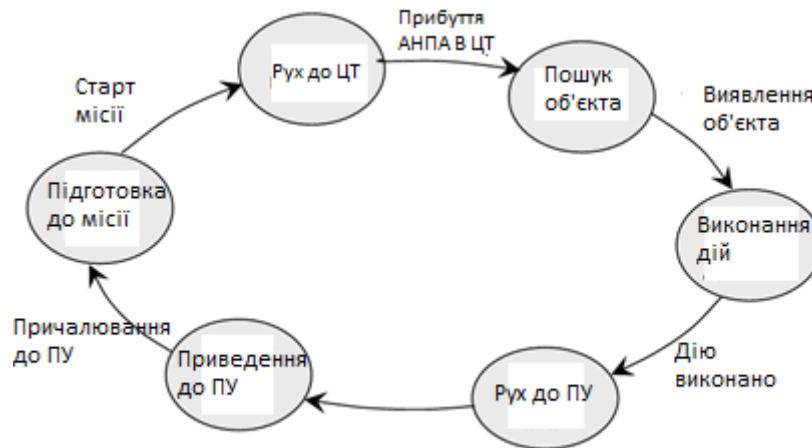 Прибуття
АНПА В ЦТ
Рух до ЦТ
Старт
місії
Пошук
об'єкта
Виявлення
об'єкта
Підготовка
до місії
Виконання
дій
Причалювання
до ПУ
Приведення
до ПУ
Рух до ПУ
Дію
виконано